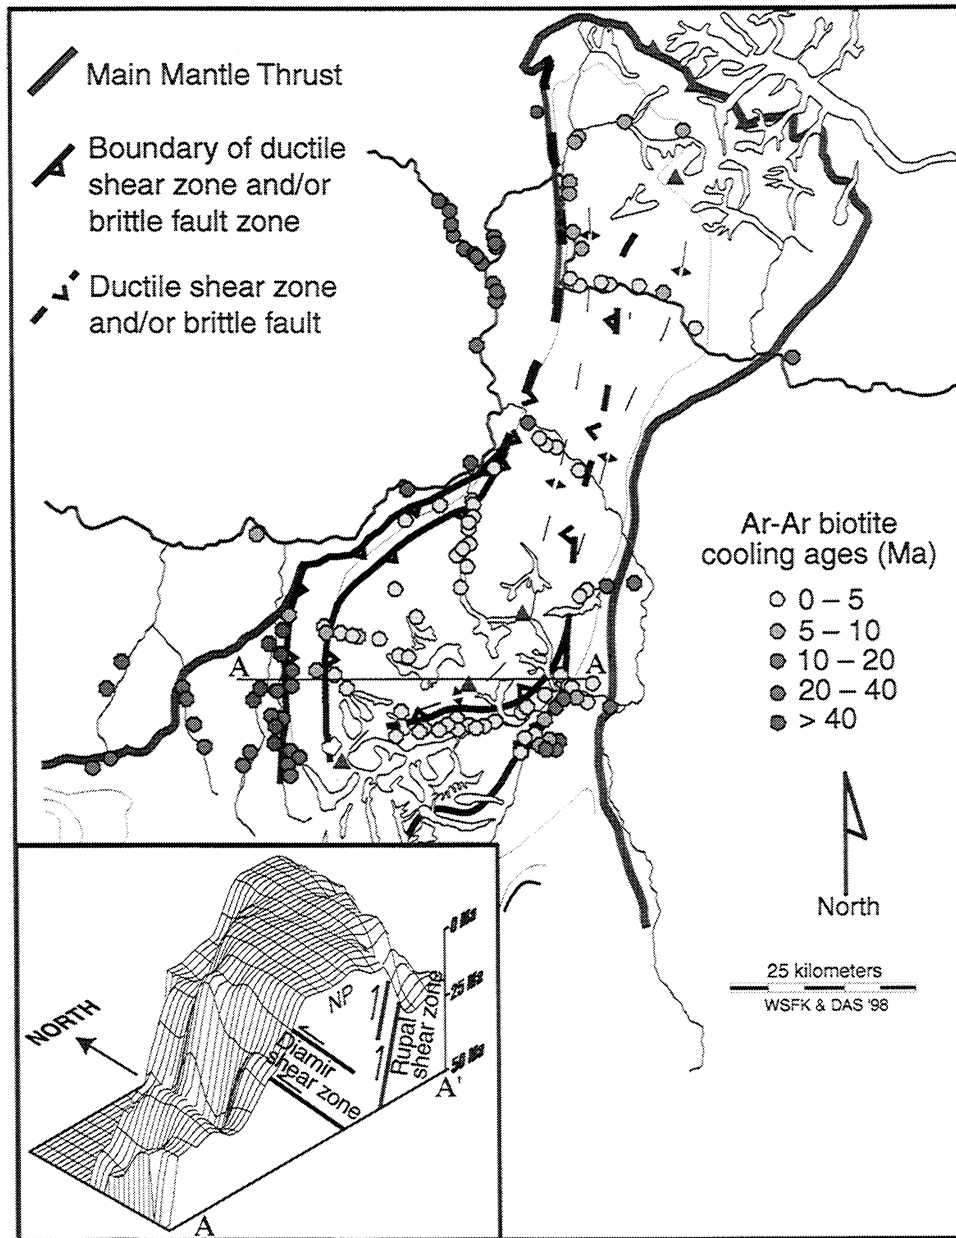 Main Mantle Thrust
Boundary of ductile
shear zone and/or
brittle fault zone
Ductile shear zone
and/or brittle fault
Ar-Ar biotite
cooling ages (Ma)
0 – 5
5 – 10
10 – 20
20 – 40
> 40
A
A
North
25 kilometers
WSFK & DAS '98
NORTH
NP
Diamir
shear zone
Rupal
shear zone
0 Ma
25 Ma
50 Ma
A'
A